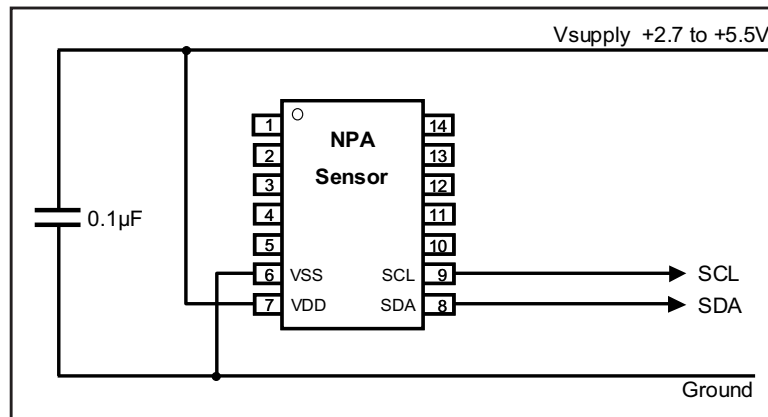 Vsupply +2.7 to +5.5V
1
14
NPA
2
13
Sensor
3
12
0.1µF
4
11
5
10
6 VSS
SCL 9
SCL
7 VDD
SDA 8
SDA
Ground